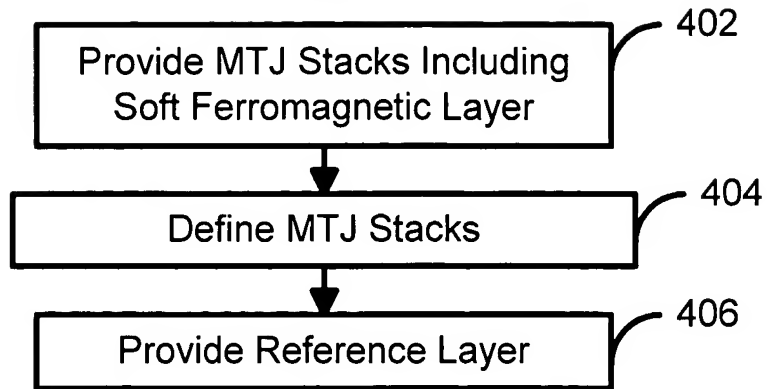 402
Provide MTJ Stacks Including
Soft Ferromagnetic Layer
404
Define MTJ Stacks
406
Provide Reference Layer